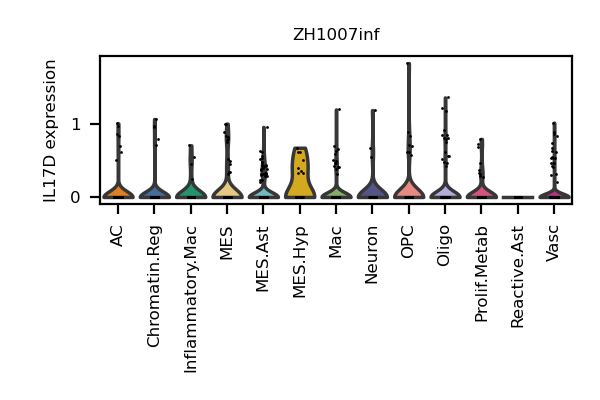 ZH1007inf
IL17D expression
1
0
AC
Chromatin.Reg
Inflammatory.Mac
MES
MES.Ast
MES.Hyp
Mac
Neuron
OPC
Oligo
Prolif.Metab
Reactive.Ast
Vasc